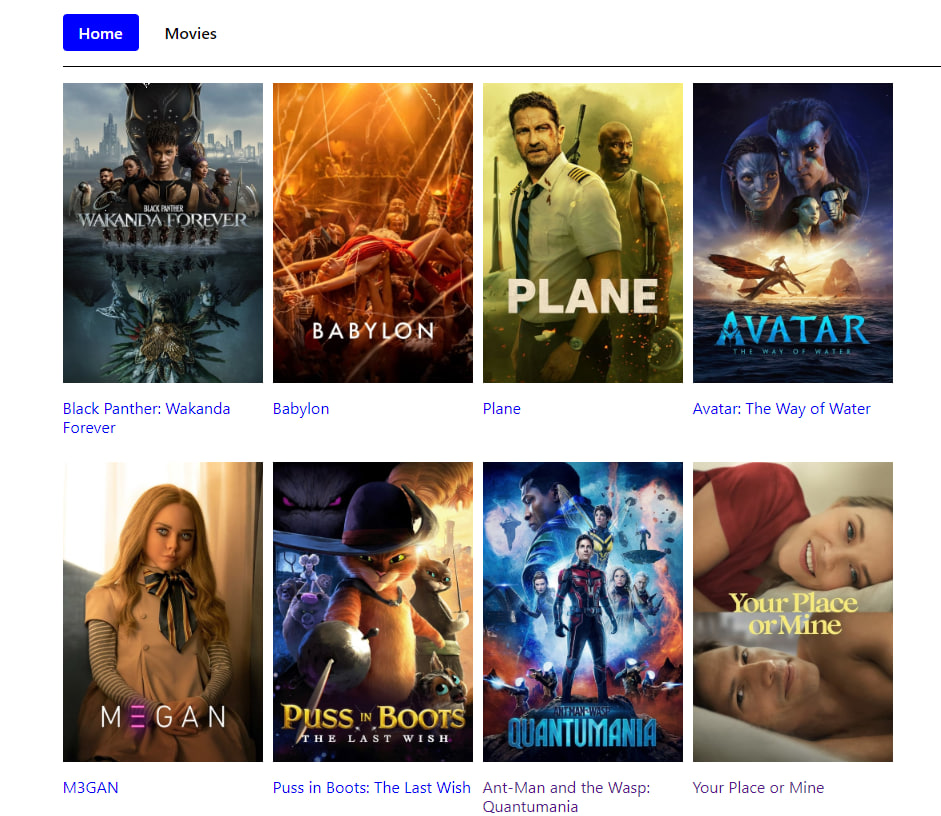 Home
Movies
BLACK PANTHER
WAKANDA FOREVER
BABYLON
PLANE
AVATAR
THE WAY OF WATER
Black Panther: Wakanda
Forever
Babylon
Plane
Avatar: The Way of Water
M3GAN
PUSS IN BOOTS
THE LAST WISH
ANT-MAN AND THE WASP
QUANTUMANIA
Your Place
or Mine
M3GAN
Puss in Boots: The Last Wish
Ant-Man and the Wasp:
Quantumania
Your Place or Mine